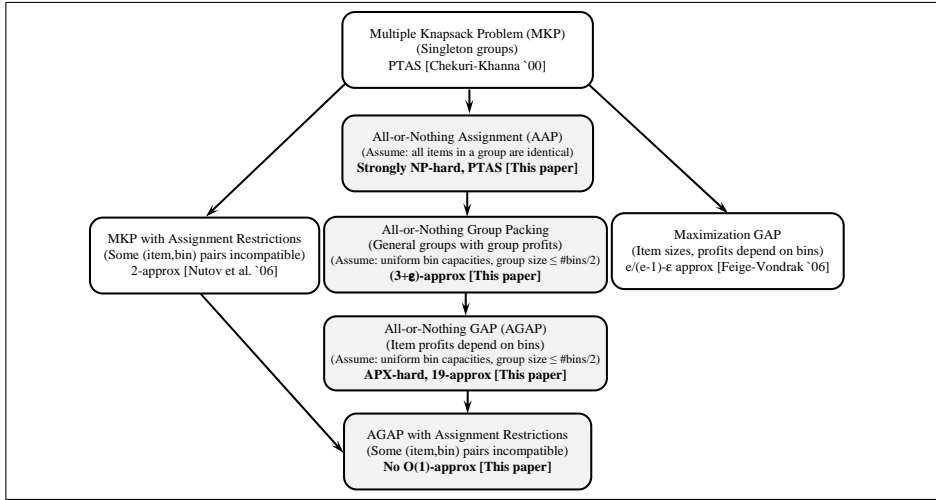 Multiple Knapsack Problem (MKP)
(Singleton groups)
PTAS [Chekuri-Khanna `00]
All-or-Nothing Assignment (AAP)
(Assume: all items in a group are identical)
Strongly NP-hard, PTAS [This paper]
MKP with Assignment Restrictions
(Some (item,bin) pairs incompatible)
2-approx [Nutov et al. `06]
All-or-Nothing Group Packing
(General groups with group profits)
(Assume: uniform bin capacities, group size ≤ #bins/2)
(3+ε)-approx [This paper]
Maximization GAP
(Item sizes, profits depend on bins)
e/(e-1)-ε approx [Feige-Vondrak `06]
All-or-Nothing GAP (AGAP)
(Item profits depend on bins)
(Assume: uniform bin capacities, group size ≤ #bins/2)
APX-hard, 19-approx [This paper]
AGAP with Assignment Restrictions
(Some (item,bin) pairs incompatible)
No O(1)-approx [This paper]